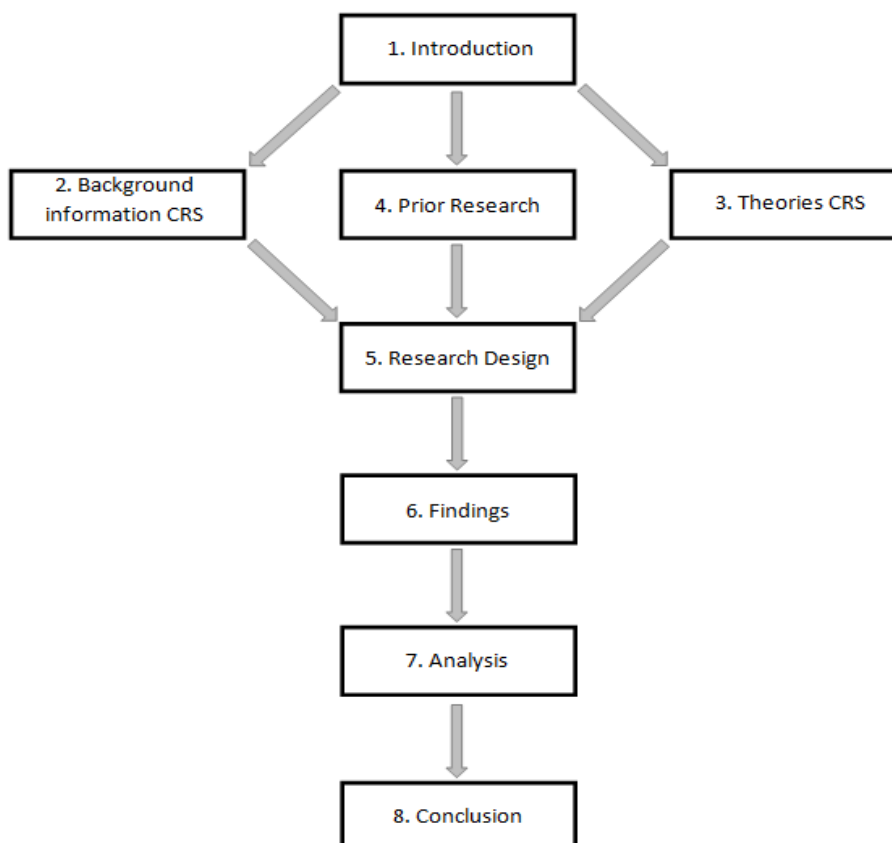 1. Introduction
2. Background
information CRS
4. Prior Research
3. Theories CRS
5. Research Design
6. Findings
7. Analysis
8. Conclusion